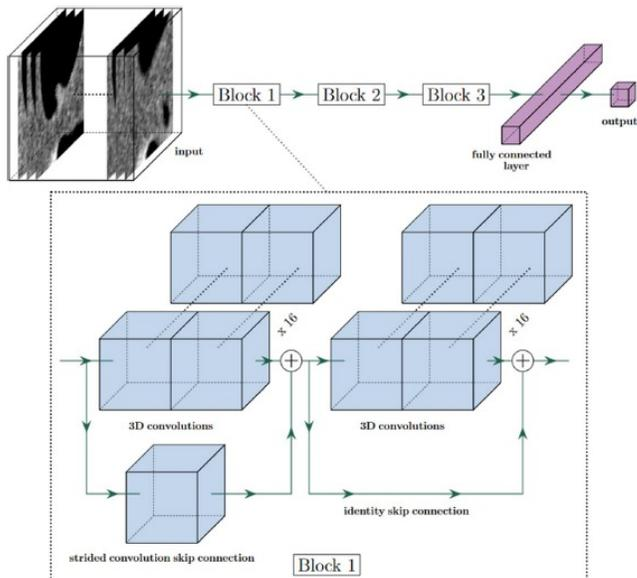 input
Block 1
Block 2
Block 3
fully connected
layer
output
x 16
x 16
+
+
3D convolutions
3D convolutions
identity skip connection
strided convolution skip connection
Block 1